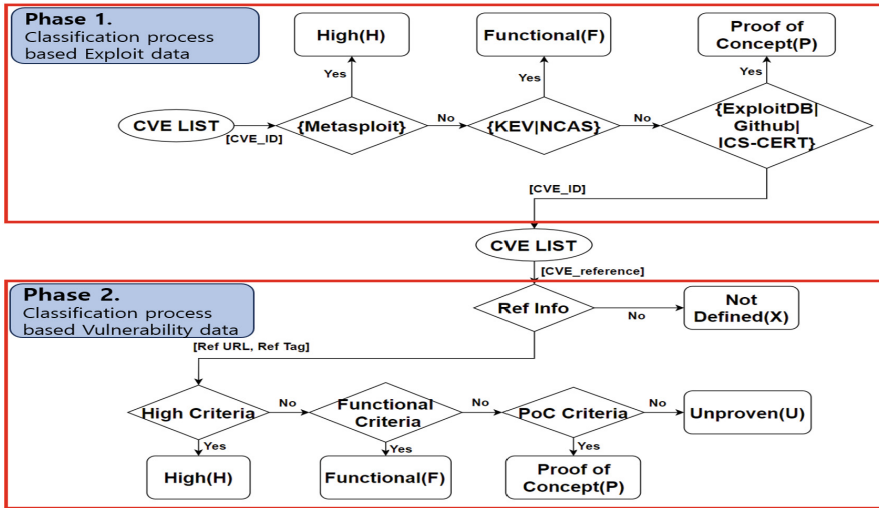 Phase 1.
Classification process
based Exploit data
High(H)
Functional(F)
Proof of
Concept(P)
Yes
Yes
Yes
CVE LIST
[CVE_ID]
{Metasploit}
No
{KEV|NCAS}
No
{ExploitDB|
Github|
ICS-CERT}
[CVE_ID]
CVE LIST
[CVE_reference]
Phase 2.
Classification process
based Vulnerability data
Ref Info
No
Not
Defined(X)
[Ref URL, Ref Tag]
High Criteria
No
Functional
Criteria
No
PoC Criteria
No
Unproven(U)
Yes
Yes
Yes
High(H)
Functional(F)
Proof of
Concept(P)